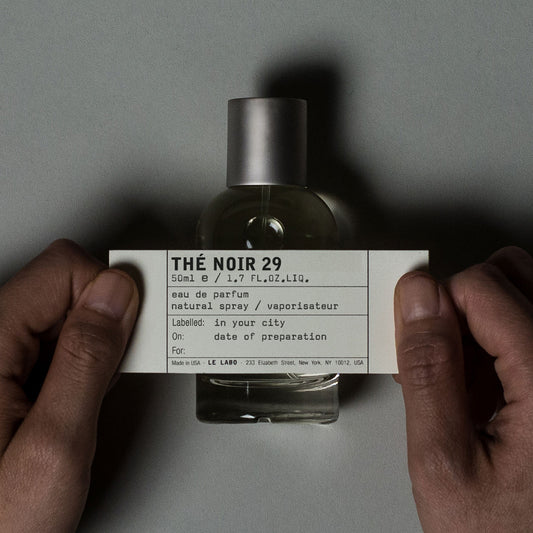 THÉ NOIR 29
50ml ℮ / 1.7 FL.OZ.LIQ.
eau de parfum
natural spray / vaporisateur
Labelled: in your city
On: date of preparation
For:
Made in USA - LE LABO - 233 Elizabeth Street, New York, NY 10012, USA